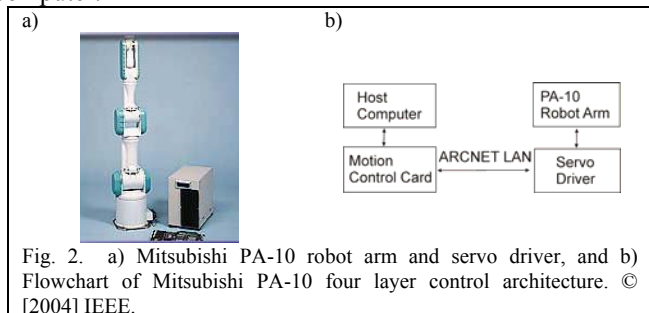 a)
b)
Host
Computer
PA-10
Robot Arm
ARCNET LAN
Motion
Control Card
Servo
Driver
Fig. 2. a) Mitsubishi PA-10 robot arm and servo driver, and b)
Flowchart of Mitsubishi PA-10 four layer control architecture. ©
[2004] IEEE.